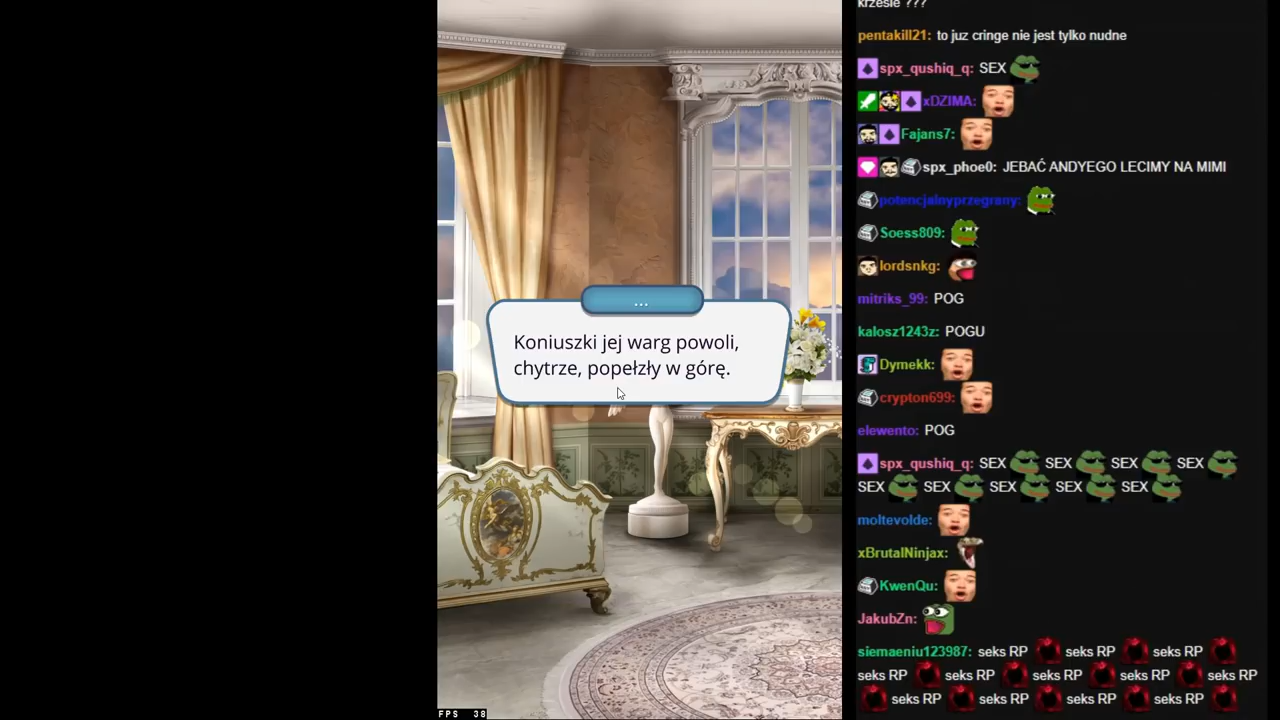 ...
Koniuszki jej warg powoli,
chytrze, popełzły w górę.
FPS 38
krzesie ???
pentakill21: to juz cringe nie jest tylko nudne
spx_qushiq_q: SEX
xDZIMA:
Fajans7:
spx_phoe0: JEBAĆ ANDYEGO LECIMY NA MIMI
potencjalnyprzegrany:
Soess809:
lordsnkg:
mitriks_99: POG
kalosz1243z: POGU
Dymekk:
crypton699:
elewento: POG
spx_qushiq_q: SEX SEX SEX SEX
SEX SEX SEX SEX SEX
moltevolde:
xBrutalNinjax:
KwenQu:
JakubZn:
siemaeniu123987: seks RP seks RP seks RP
seks RP seks RP seks RP seks RP seks RP
seks RP seks RP seks RP seks RP